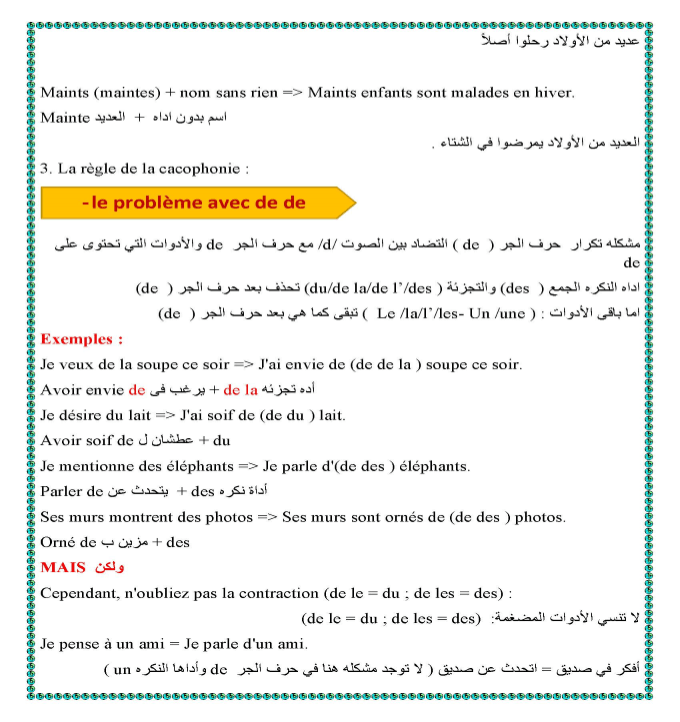 عديد من الأولاد رحلوا أصلاً
Maints (maintes) + nom sans rien => Maints enfants sont malades en hiver.
Mainte اسم بدون اداه + العديد
العديد من الأولاد يمرضوا في الشتاء .
3. La règle de la cacophonie :
-le problème avec de de
مشكله تكرار حرف الجر ( de ) التضاد بين الصوت /d/ مع حرف الجر de والأدوات التي تحتوى على
de
اداه النكره الجمع ( des) و التجزئة ( du/de la/de l’/des) تحذف بعد حرف الجر ( de )
اما باقى الأدوات : ( Le /la/l’/les- Un /une ) تبقى كما هي بعد حرف الجر ( de )
Exemples :
Je veux de la soupe ce soir => J'ai envie de (de de la ) soupe ce soir.
Avoir envie de يرغب فى + de la أده تجزئه
Je désire du lait => J'ai soif de (de du ) lait.
Avoir soif de عطشان ل + du
Je mentionne des éléphants => Je parle d'(de des ) éléphants.
Parler de يتحدث عن + des أداة نكره
Ses murs montrent des photos => Ses murs sont ornés de (de des ) photos.
Orné de مزين ب + des
MAIS ولكن
Cependant, n'oubliez pas la contraction (de le = du ; de les = des) :
لا تنسي الأدوات المضغمة: (de le = du ; de les = des)
Je pense à un ami = Je parle d'un ami.
أفكر في صديق = اتحدث عن صديق ( لا توجد مشكله هنا في حرف الجر de وأداها النكره un )